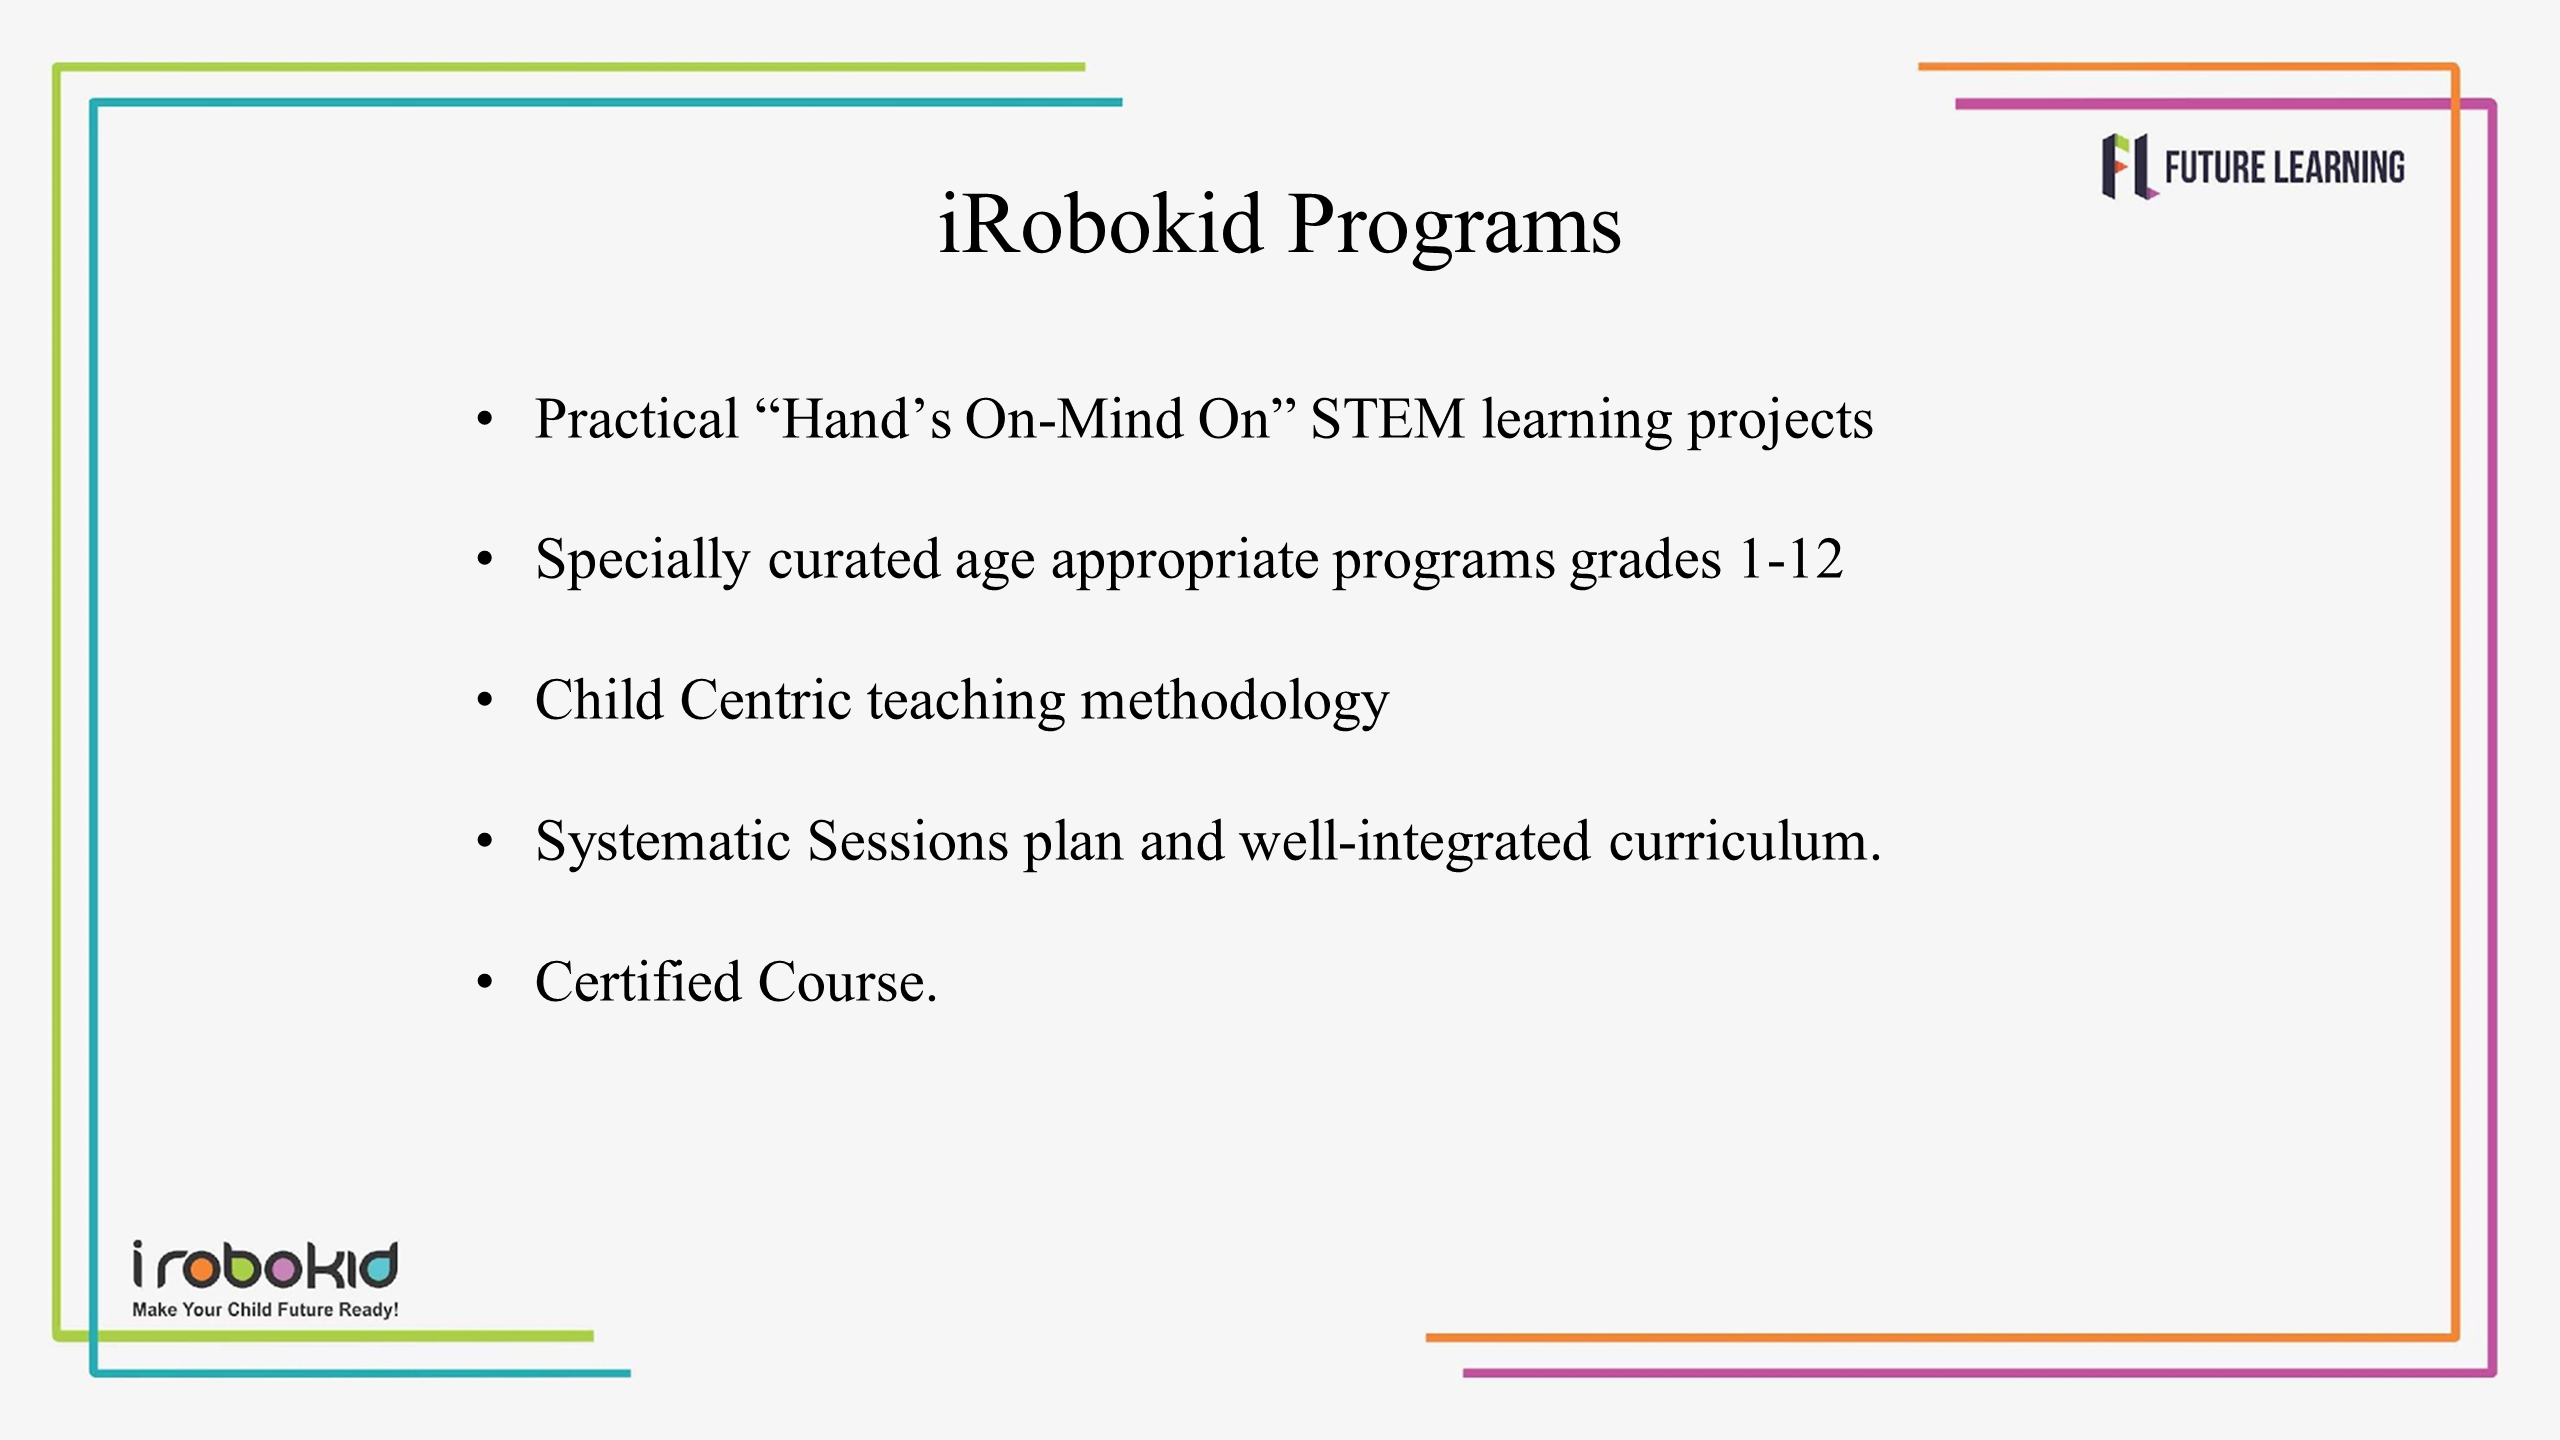 FUTURE LEARNING
iRobokid Programs
• Practical “Hand’s On-Mind On” STEM learning projects
• Specially curated age appropriate programs grades 1-12
• Child Centric teaching methodology
• Systematic Sessions plan and well-integrated curriculum.
• Certified Course.
i robokid
Make Your Child Future Ready!